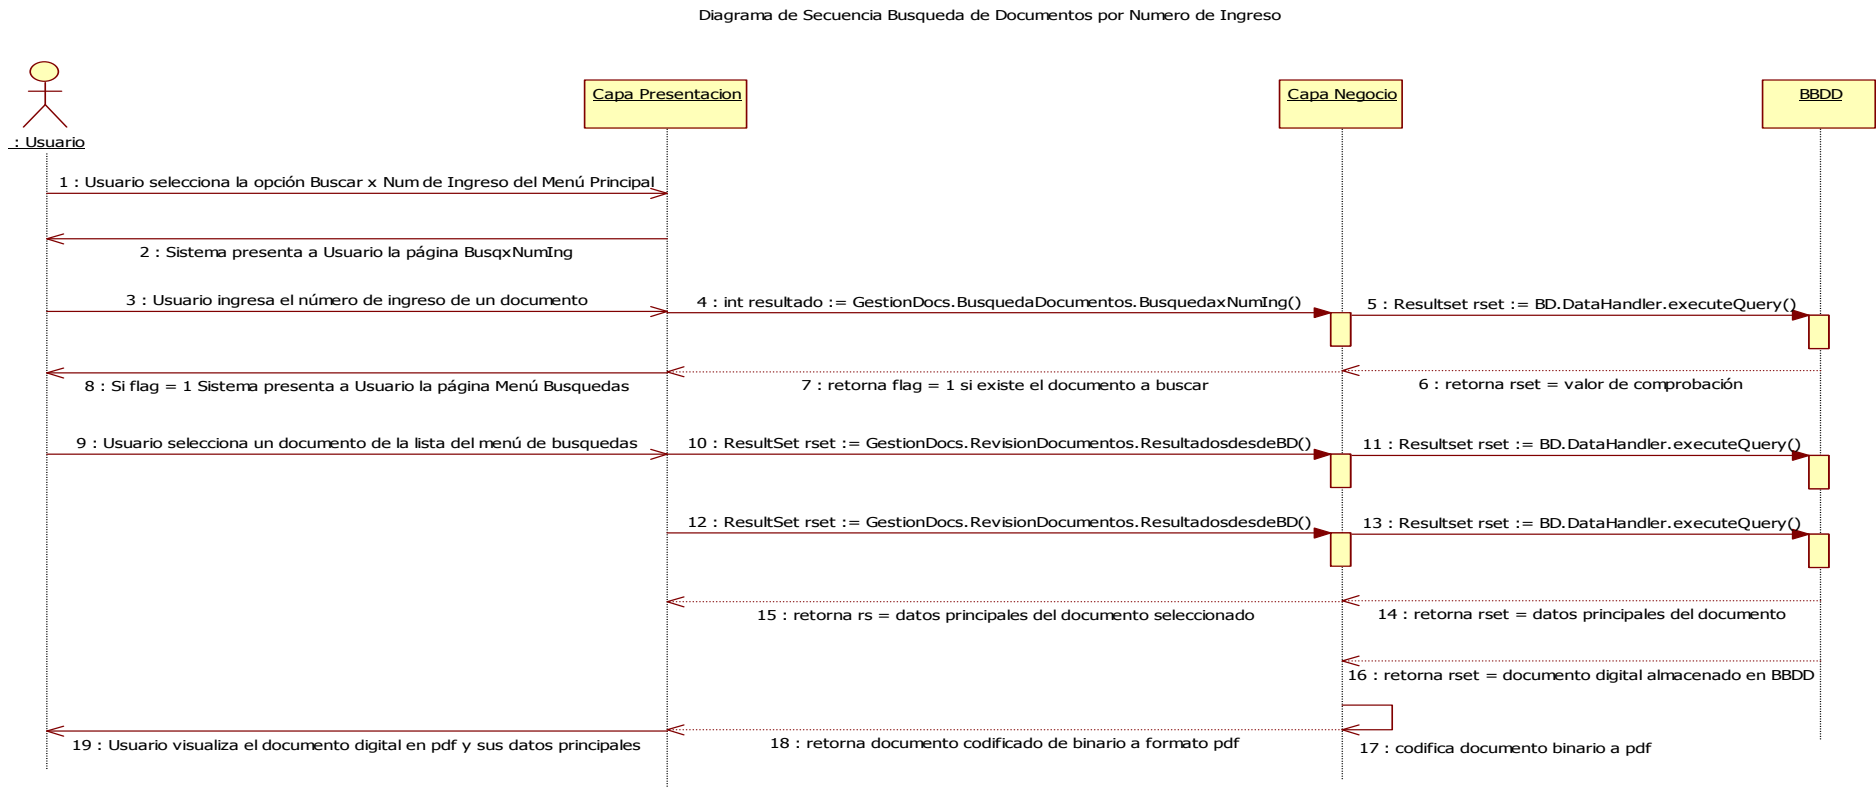 Diagrama de Secuencia Busqueda de Documentos por Numero de Ingreso
: Usuario
Capa Presentacion
Capa Negocio
BBDD
1 : Usuario selecciona la opción Buscar x Num de Ingreso del Menú Principal
2 : Sistema presenta a Usuario la página BusqxNumIng
3 : Usuario ingresa el número de ingreso de un documento
4 : int resultado := GestionDocs.BusquedaDocumentos.BusquedaxNumIng()
5 : Resultset rset := BD.DataHandler.executeQuery()
6 : retorna rset = valor de comprobación
7 : retorna flag = 1 si existe el documento a buscar
8 : Si flag = 1 Sistema presenta a Usuario la página Menú Busquedas
9 : Usuario selecciona un documento de la lista del menú de busquedas
10 : ResultSet rset := GestionDocs.RevisionDocumentos.ResultadosdesdeBD()
11 : Resultset rset := BD.DataHandler.executeQuery()
12 : ResultSet rset := GestionDocs.RevisionDocumentos.ResultadosdesdeBD()
13 : Resultset rset := BD.DataHandler.executeQuery()
14 : retorna rset = datos principales del documento
15 : retorna rs = datos principales del documento seleccionado
16 : retorna rset = documento digital almacenado en BBDD
17 : codifica documento binario a pdf
18 : retorna documento codificado de binario a formato pdf
19 : Usuario visualiza el documento digital en pdf y sus datos principales